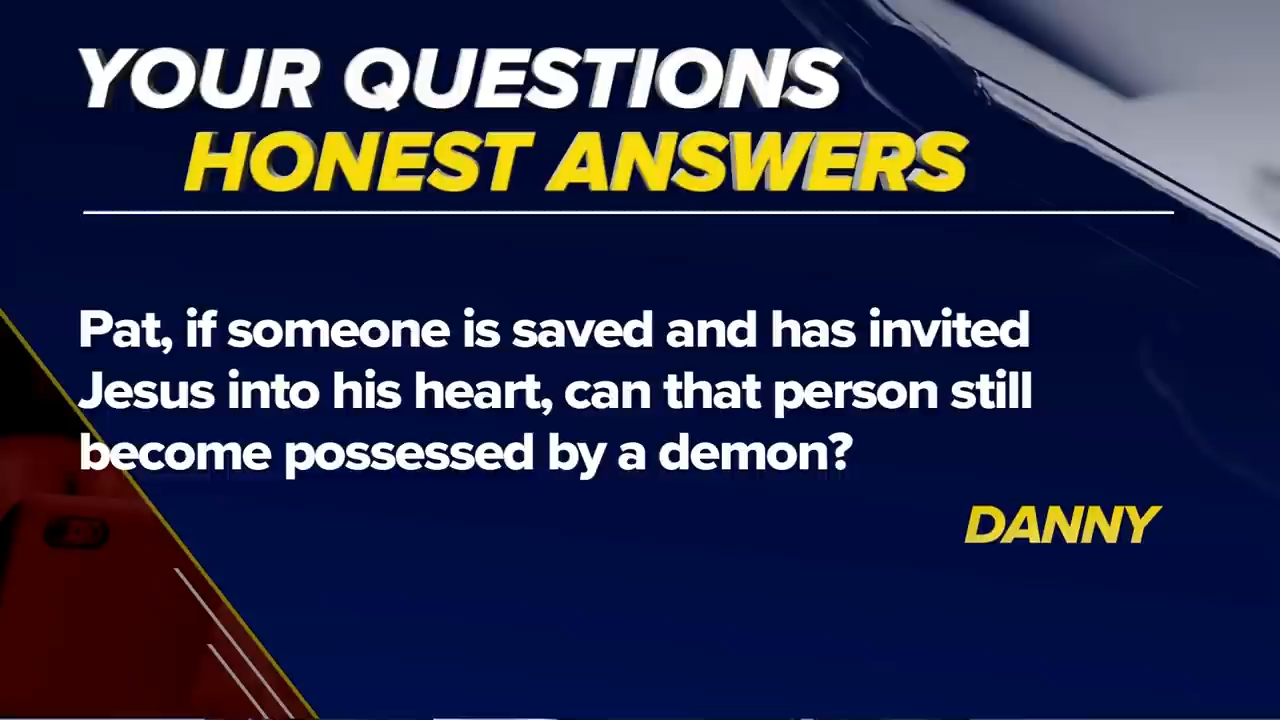 YOUR QUESTIONS
HONEST ANSWERS
Pat, if someone is saved and has invited
Jesus into his heart, can that person still
become possessed by a demon?
DANNY